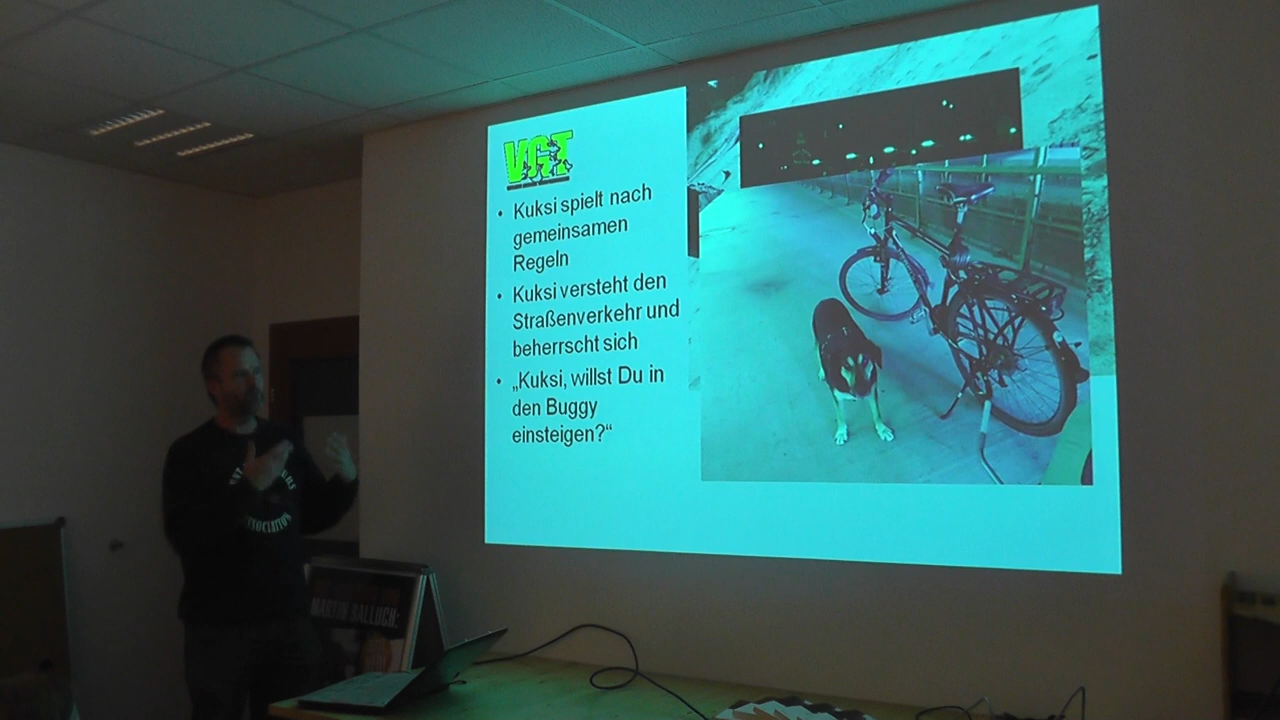 VGT
• Kuksi spielt nach
gemeinsamen
Regeln
• Kuksi versteht den
Straßenverkehr und
beherrscht sich
• „Kuksi, willst Du in
den Buggy
einsteigen?“
MARTIN BALLUCH: